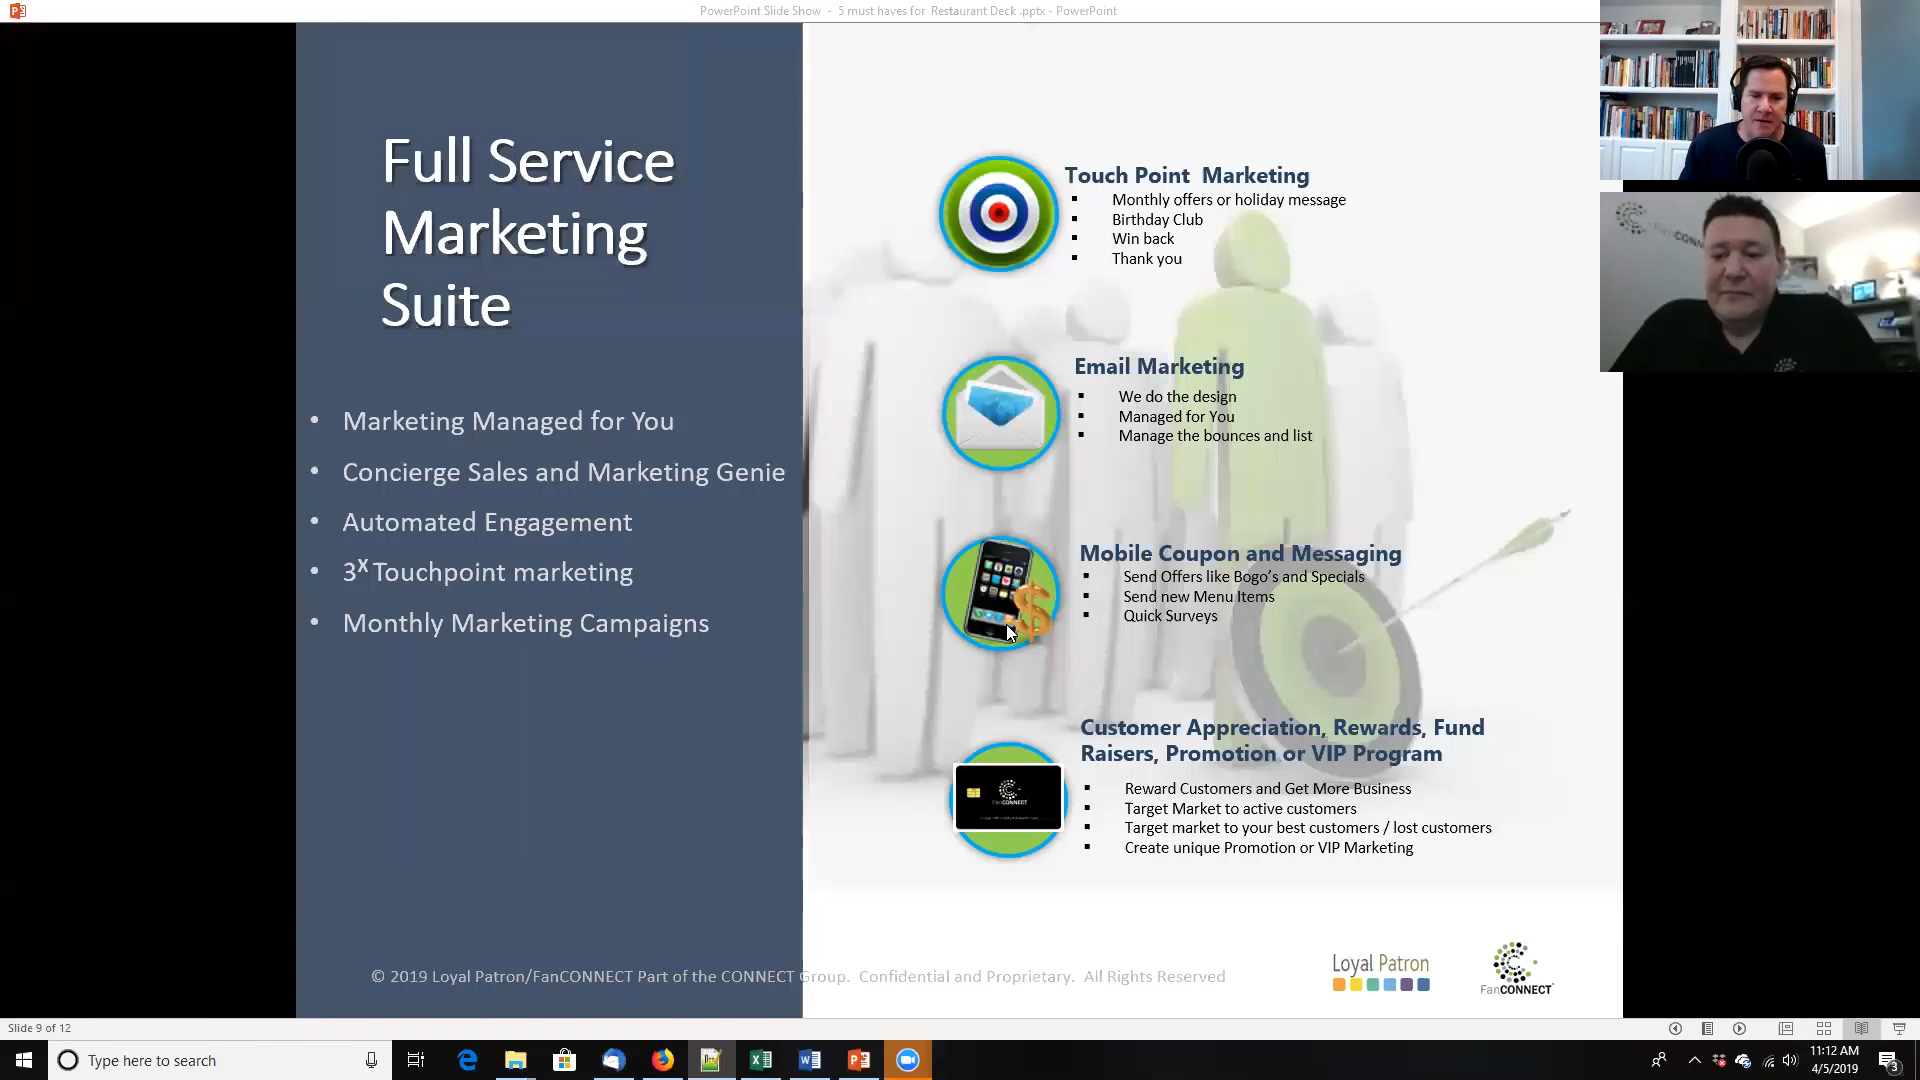 PowerPoint Slide Show - 5 must haves for Restaurant Deck .pptx - PowerPoint
Full Service
Marketing
Suite
• Marketing Managed for You
• Concierge Sales and Marketing Genie
• Automated Engagement
• 3X Touchpoint marketing
• Monthly Marketing Campaigns
Touch Point Marketing
▪ Monthly offers or holiday message
▪ Birthday Club
▪ Win back
▪ Thank you
Email Marketing
▪ We do the design
▪ Managed for You
▪ Manage the bounces and list
Mobile Coupon and Messaging
▪ Send Offers like Bogo's and Specials
▪ Send new Menu Items
▪ Quick Surveys
Customer Appreciation, Rewards, Fund
Raisers, Promotion or VIP Program
▪ Reward Customers and Get More Business
▪ Target Market to active customers
▪ Target market to your best customers / lost customers
▪ Create unique Promotion or VIP Marketing
FanCONNECT
© 2019 Loyal Patron/FanCONNECT Part of the CONNECT Group. Confidential and Proprietary. All Rights Reserved
Loyal Patron
FanCONNECT
Slide 9 of 12
Type here to search
11:12 AM
4/5/2019
3